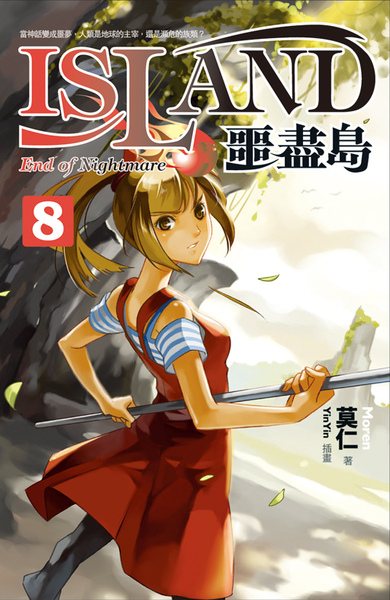 當神話變成噩夢，人類是地球的主宰，還是瀕危的族類？
ISLAND
End of Nightmare
噩盡島
8
Moren
莫仁 著
YinYin 插畫